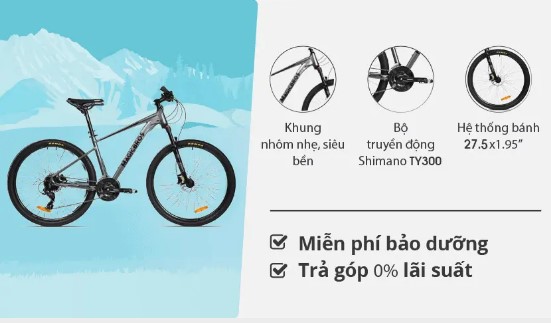 MAGICBROS
Khung
nhôm nhẹ, siêu
bền
Bộ
truyền động
Shimano TY300
Hệ thống bánh
27.5x1.95"
Miễn phí bảo dưỡng
Trả góp 0% lãi suất